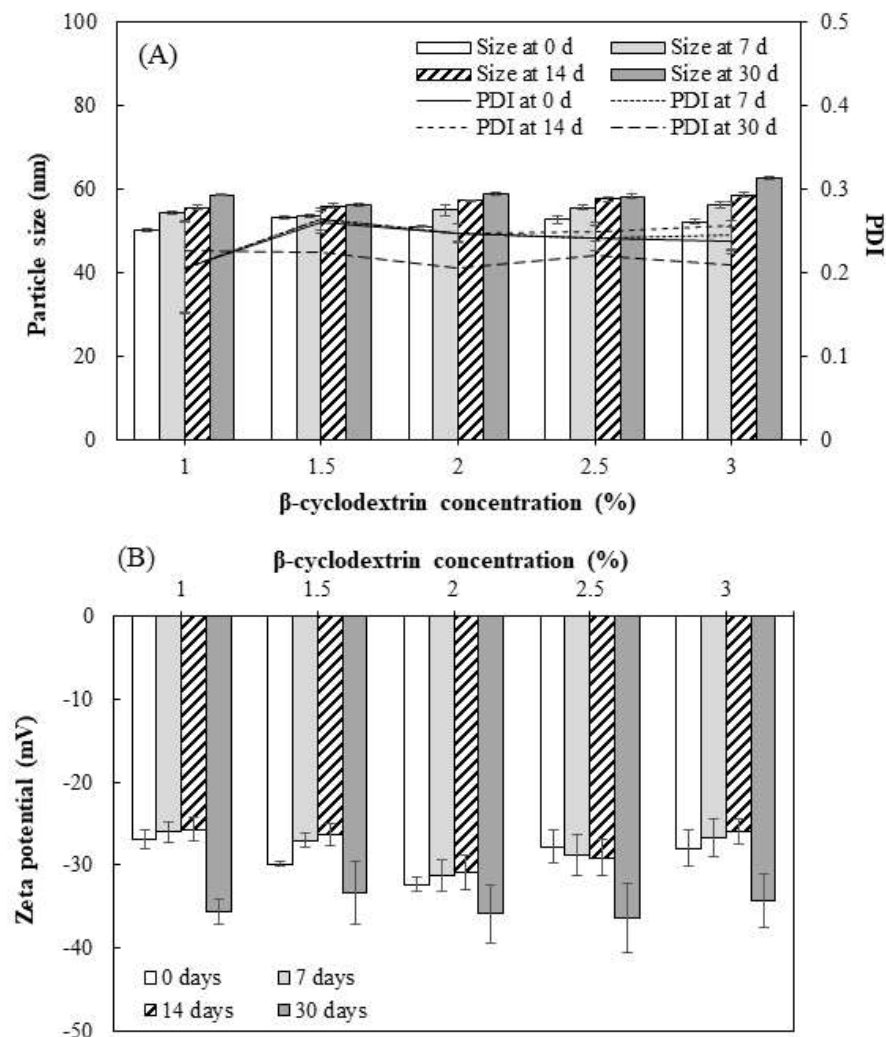 (A)
Size at 0 d Size at 7 d
Size at 14 d Size at 30 d
PDI at 0 d PDI at 7 d
PDI at 14 d PDI at 30 d
100
80
60
40
20
0
Particle size (nm)
0.5
0.4
0.3
0.2
0.1
0
PDI
1 1.5 2 2.5 3
β-cyclodextrin concentration (%)
(B)
β-cyclodextrin concentration (%)
1 1.5 2 2.5 3
0
-10
-20
-30
-40
-50
Zeta potential (mV)
0 days 7 days
14 days 30 days